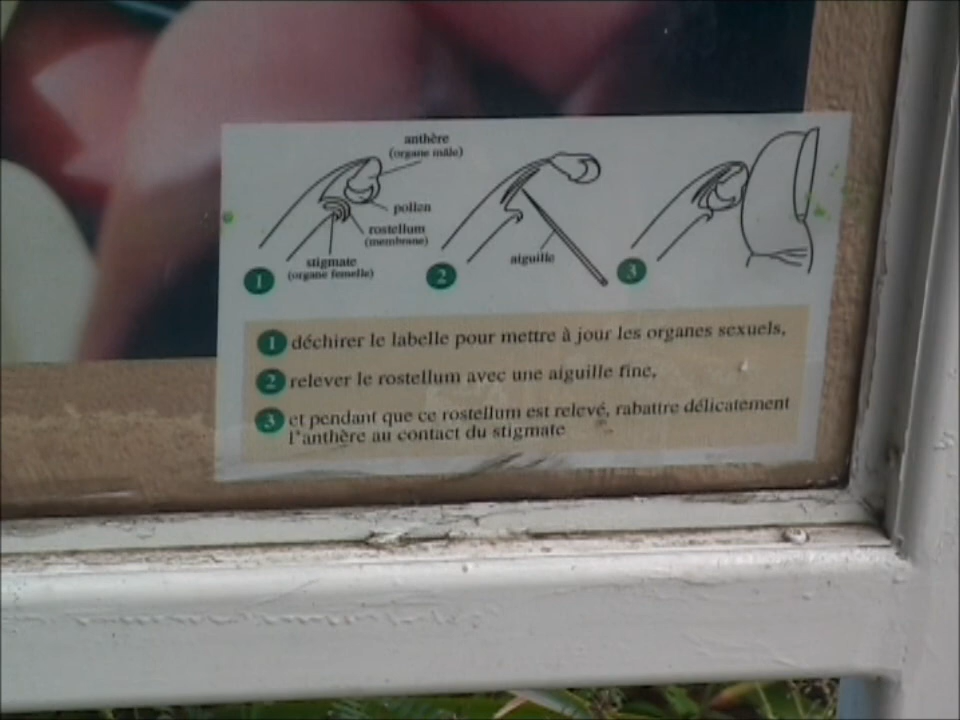 anthère
(organe mâle)
pollen
rostellum
(membrane)
stigmate
(organe femelle)
1
aiguille
2
3
1 déchirer le labelle pour mettre à jour les organes sexuels,
2 relever le rostellum avec une aiguille fine,
3 et pendant que ce rostellum est relevé, rabattre délicatement
l'anthère au contact du stigmate